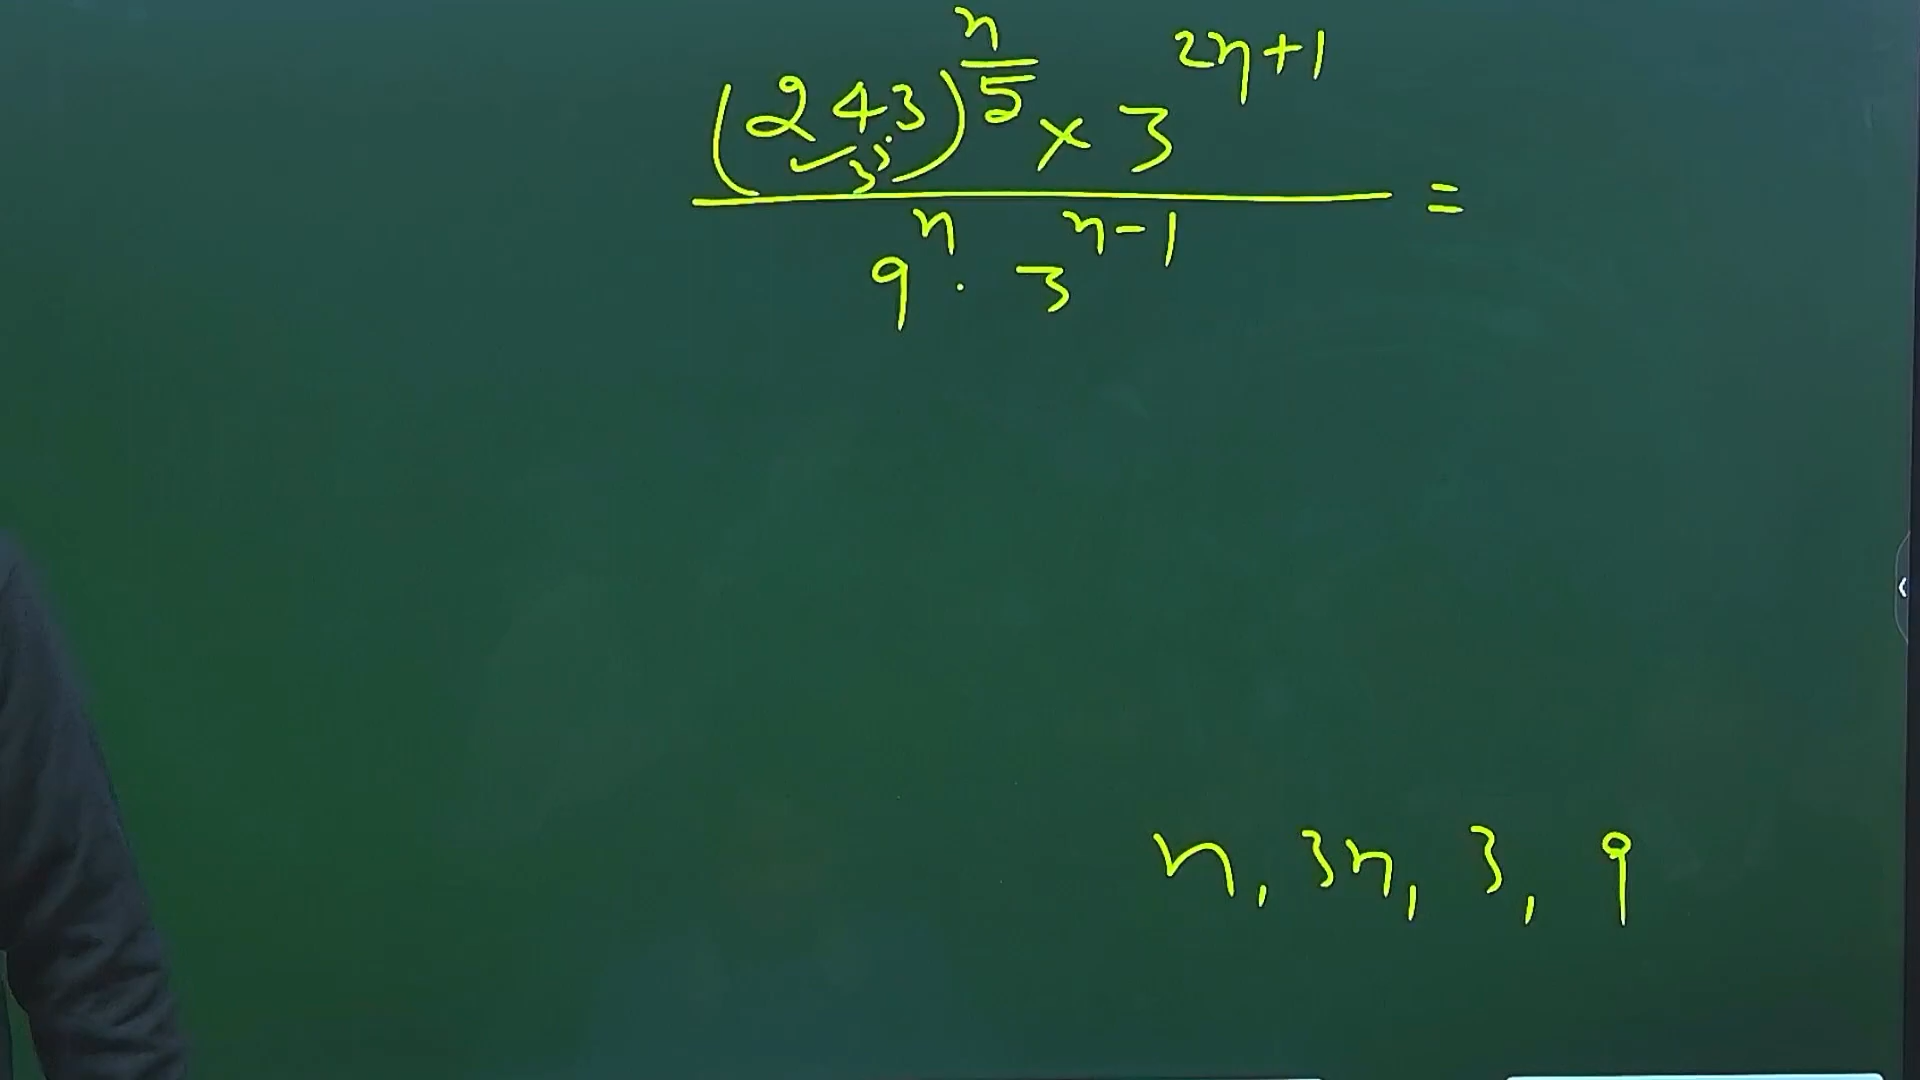 (243)^(n/5) × 3^(2n+1)
3^5
9^n · 3^(n-1)
=
n, 3n, 3, 9